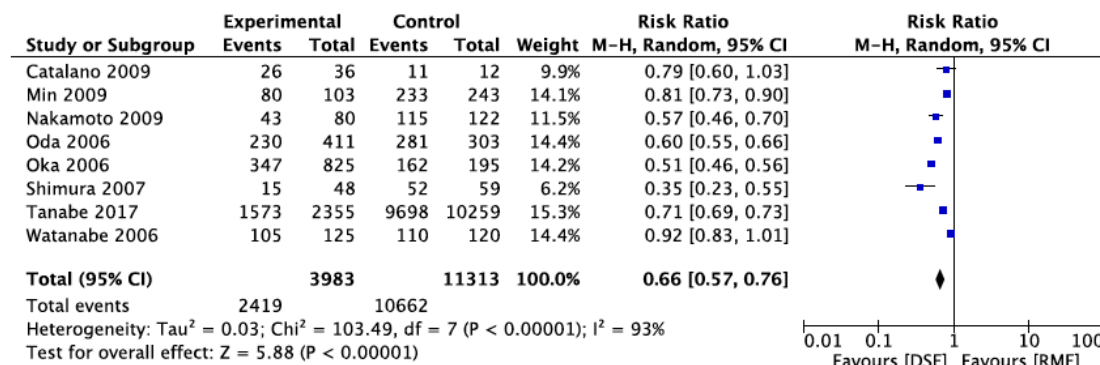 Experimental Control Risk Ratio Risk Ratio
Study or Subgroup Events Total Events Total Weight M-H, Random, 95% CI M-H, Random, 95% CI
Catalano 2009 26 36 11 12 9.9% 0.79 [0.60, 1.03]
Min 2009 80 103 233 243 14.1% 0.81 [0.73, 0.90]
Nakamoto 2009 43 80 115 122 11.5% 0.57 [0.46, 0.70]
Oda 2006 230 411 281 303 14.4% 0.60 [0.55, 0.66]
Oka 2006 347 825 162 195 14.2% 0.51 [0.46, 0.56]
Shimura 2007 15 48 52 59 6.2% 0.35 [0.23, 0.55]
Tanabe 2017 1573 2355 9698 10259 15.3% 0.71 [0.69, 0.73]
Watanabe 2006 105 125 110 120 14.4% 0.92 [0.83, 1.01]
Total (95% CI) 3983 11313 100.0% 0.66 [0.57, 0.76]
Total events 2419 10662
Heterogeneity: Tau² = 0.03; Chi² = 103.49, df = 7 (P < 0.00001); I² = 93%
Test for overall effect: Z = 5.88 (P < 0.00001)
0.01 0.1 1 10 100
Favours [DSF] Favours [RMF]